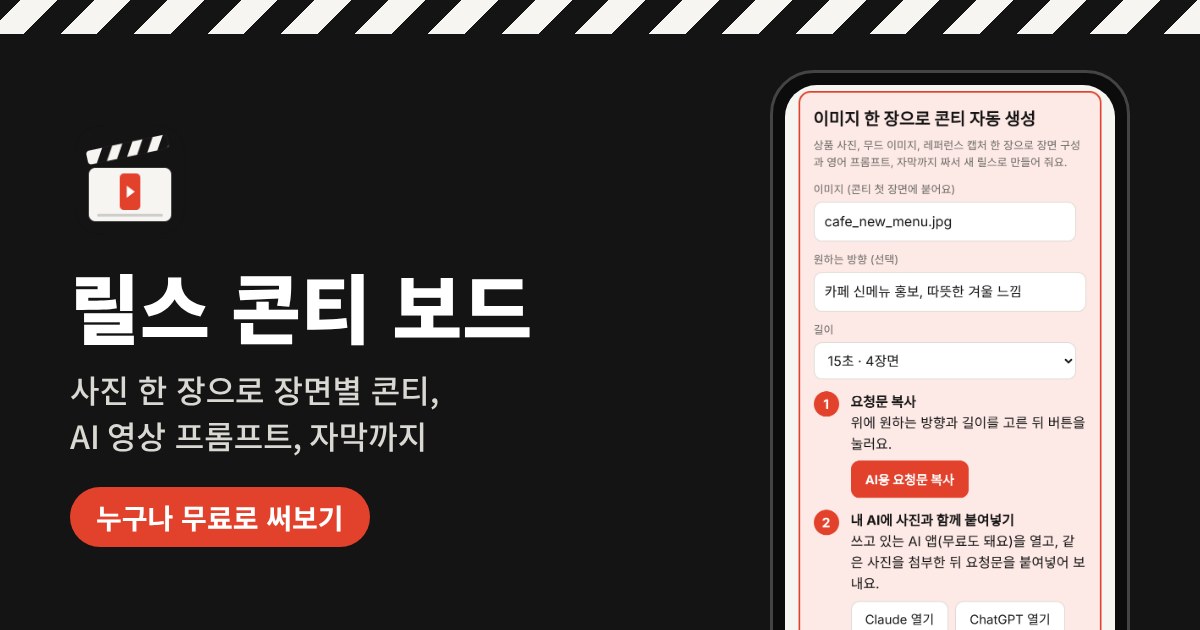 릴스 콘티 보드
사진 한 장으로 장면별 콘티,
AI 영상 프롬프트, 자막까지
누구나 무료로 써보기
이미지 한 장으로 콘티 자동 생성
상품 사진, 무드 이미지, 레퍼런스 캡처 한 장으로 장면 구성
과 영어 프롬프트, 자막까지 짜서 새 릴스로 만들어 줘요.
이미지 (콘티 첫 장면에 붙어요)
cafe_new_menu.jpg
원하는 방향 (선택)
카페 신메뉴 홍보, 따뜻한 겨울 느낌
길이
15초 · 4장면
1 요청문 복사
위에 원하는 방향과 길이를 고른 뒤 버튼을
눌러요.
AI용 요청문 복사
2 내 AI에 사진과 함께 붙여넣기
쓰고 있는 AI 앱(무료도 돼요)을 열고, 같
은 사진을 첨부한 뒤 요청문을 붙여넣어 보
내요.
Claude 열기 ChatGPT 열기